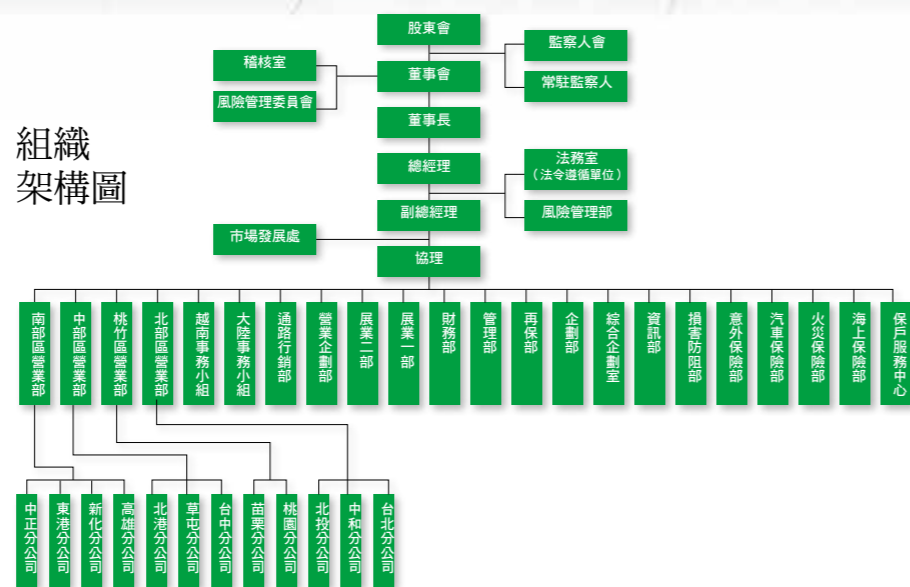 組織
架構圖
股東會
監察人會
稽核室
董事會
常駐監察人
風險管理委員會
董事長
總經理
法務室
（法令遵循單位）
副總經理
風險管理部
市場發展處
協理
南部區營業部
中部區營業部
桃竹區營業部
北部區營業部
越南事務小組
大陸事務小組
通路行銷部
營業企劃部
展業二部
展業一部
財務部
管理部
再保部
企劃部
綜合企劃室
資訊部
損害防阻部
意外保險部
汽車保險部
火災保險部
海上保險部
保戶服務中心
中正分公司
東港分公司
新化分公司
高雄分公司
北港分公司
草屯分公司
台中分公司
苗栗分公司
桃園分公司
北投分公司
中和分公司
台北分公司